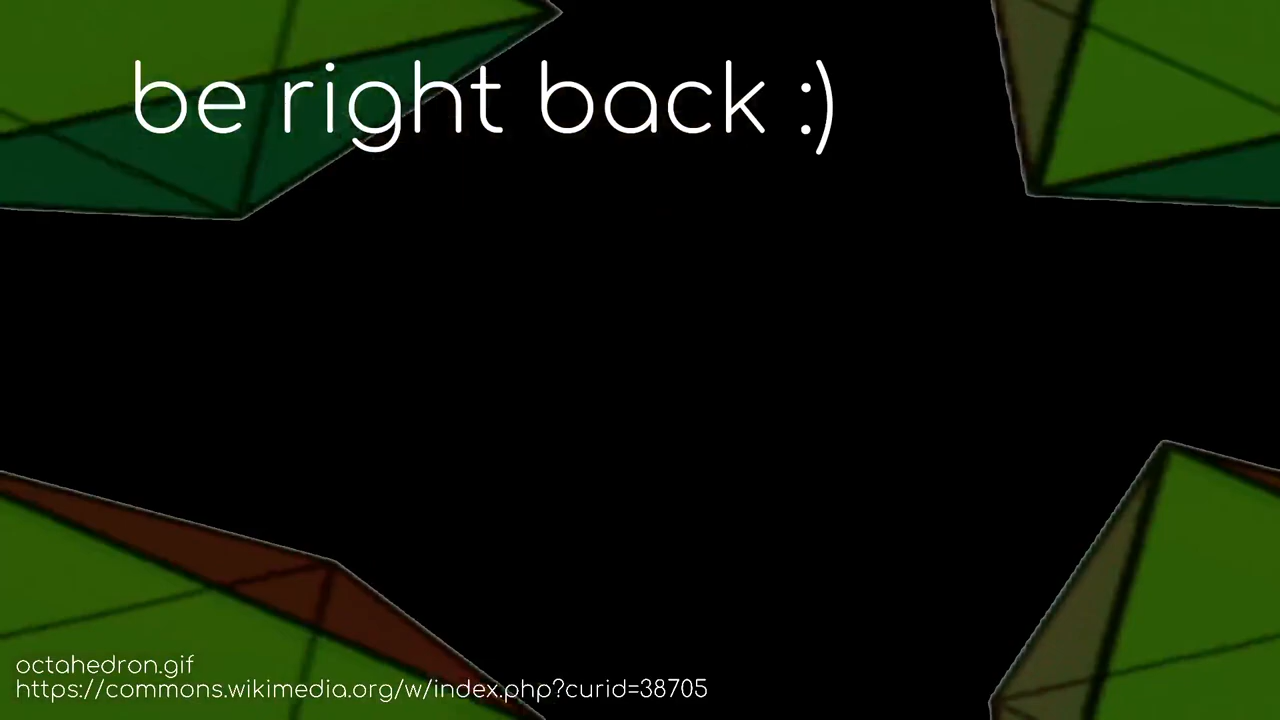 be right back :)
octahedron.gif
https://commons.wikimedia.org/w/index.php?curid=38705